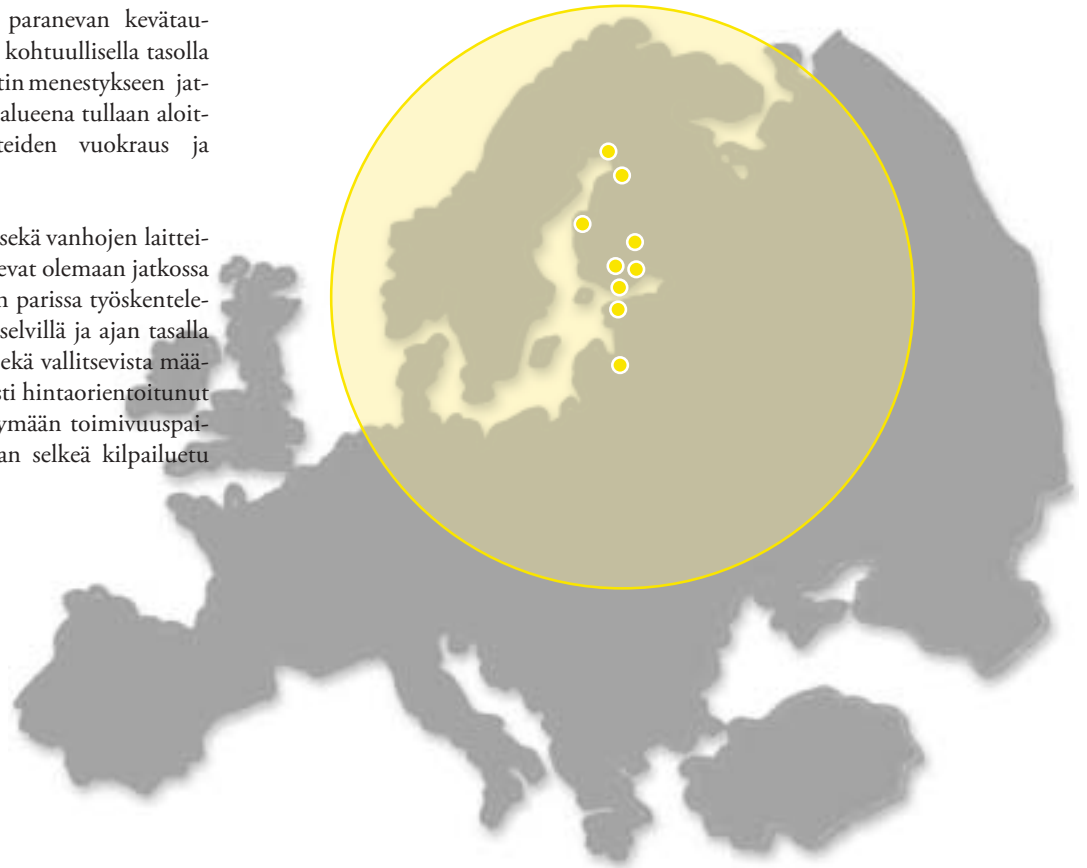 paranevan kevätau-
kohtuullisella tasolla
tin menestykseen jat-
alueena tullaan aloit-
teiden vuokraus ja
sekä vanhojen laittei-
evat olemaan jatkossa
n parissa työskentele-
selvillä ja ajan tasalla
ekä vallitsevista mää-
sti hintaorientoitunut
ymään toimivuuspai-
an selkeä kilpailuetu